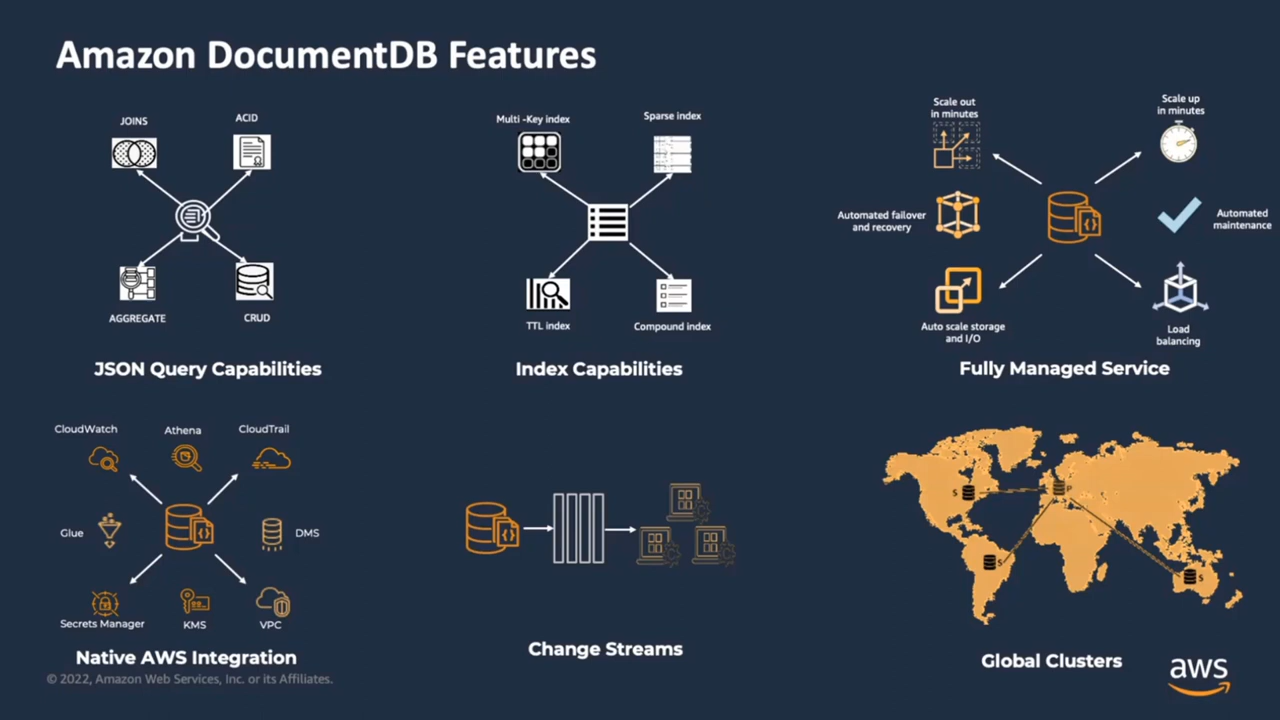 Amazon DocumentDB Features
JOINS
ACID
AGGREGATE
CRUD
JSON Query Capabilities
Multi -Key index
Sparse index
TTL index
Compound index
Index Capabilities
Scale out
in minutes
Scale up
in minutes
Automated failover
and recovery
Automated
maintenance
Auto scale storage
and I/O
Load
balancing
Fully Managed Service
CloudWatch
Athena
CloudTrail
Glue
DMS
Secrets Manager
KMS
VPC
Native AWS Integration
Change Streams
S
P
S
S
Global Clusters
© 2022, Amazon Web Services, Inc. or its Affiliates.
aws